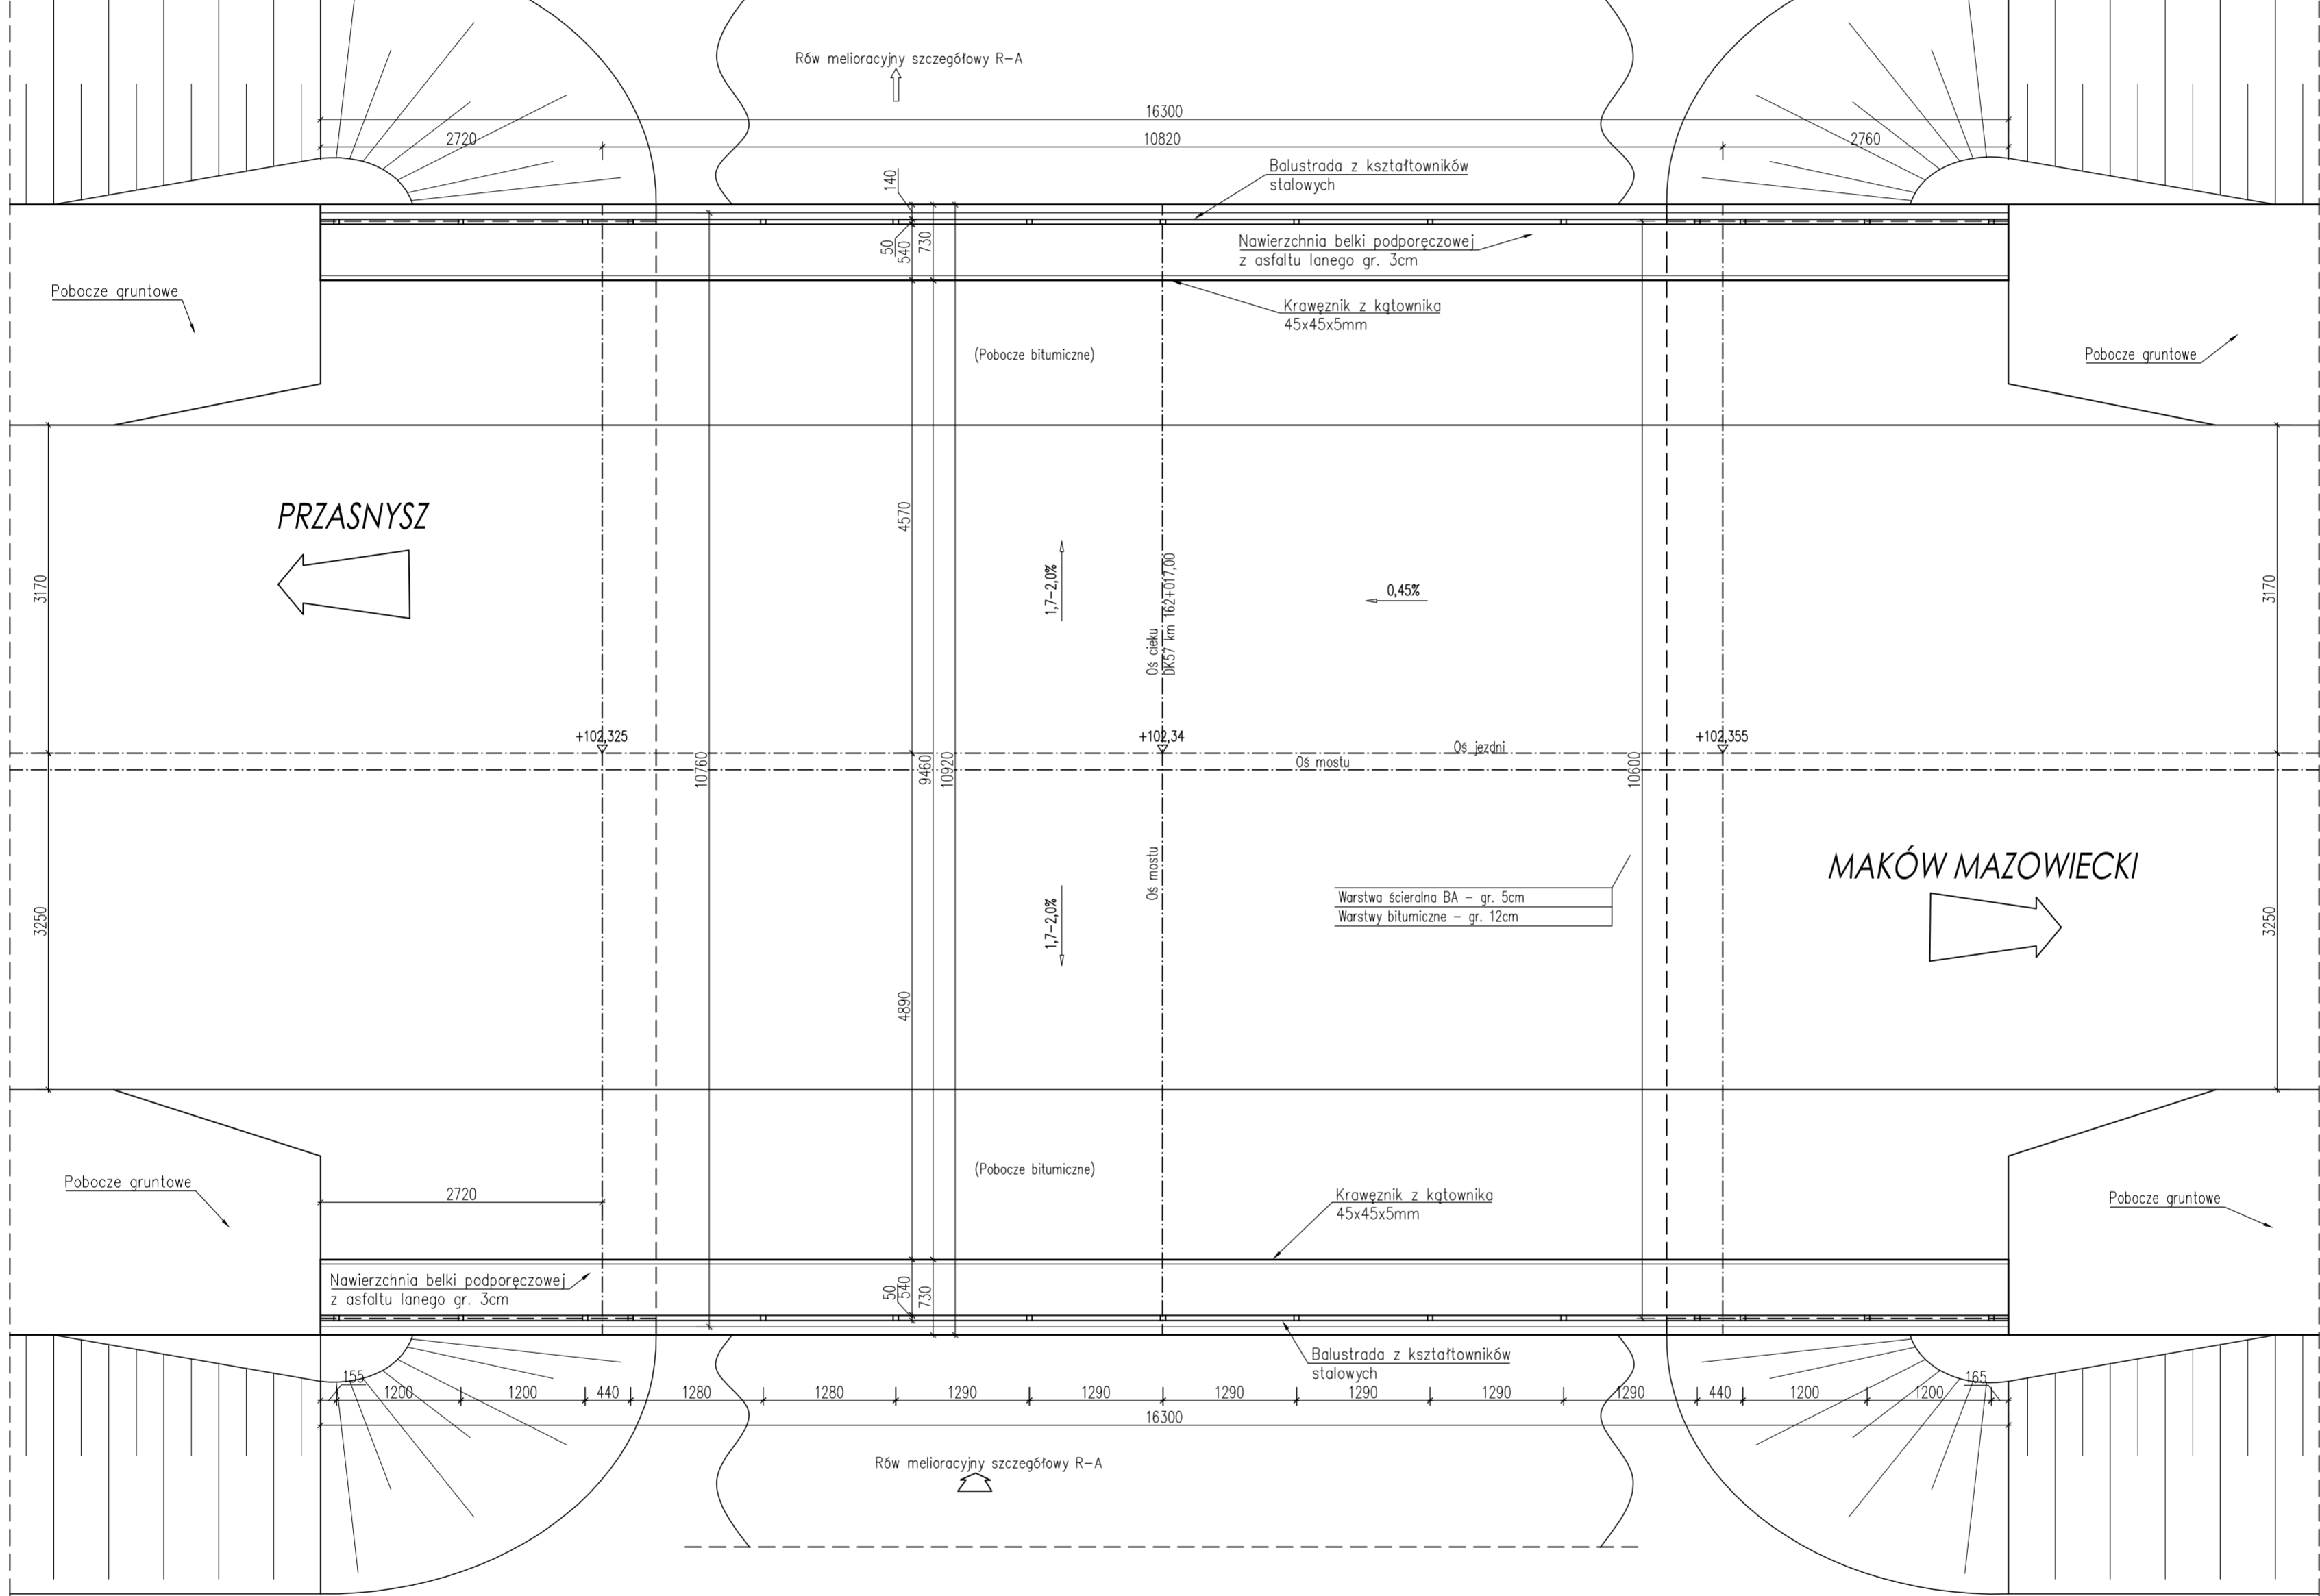 Rów melioracyjny szczegółowy R-A
16300
2720
10820
2760
140
Balustrada z kształtowników
stalowych
50
540
730
Nawierzchnia belki podporęczowej
z asfaltu lanego gr. 3cm
Pobocze gruntowe
Krawężnik z kątownika
45x45x5mm
(Pobocze bitumiczne)
Pobocze gruntowe
PRZASNYSZ
4570
3170
1,7-2,0%
Oś cieku
DK57 km 162+017,00
0,45%
3170
+102,325
+102,34
+102,355
Oś jezdni
Oś mostu
10760
9460
10920
10600
Oś mostu
MAKÓW MAZOWIECKI
Warstwa ścieralna BA - gr. 5cm
Warstwy bitumiczne - gr. 12cm
3250
1,7-2,0%
3250
4890
(Pobocze bitumiczne)
Pobocze gruntowe
2720
Krawężnik z kątownika
45x45x5mm
Pobocze gruntowe
Nawierzchnia belki podporęczowej
z asfaltu lanego gr. 3cm
50
540
730
Balustrada z kształtowników
stalowych
155
1200
1200
440
1280
1280
1290
1290
1290
1290
1290
1290
440
1200
1200
165
16300
Rów melioracyjny szczegółowy R-A